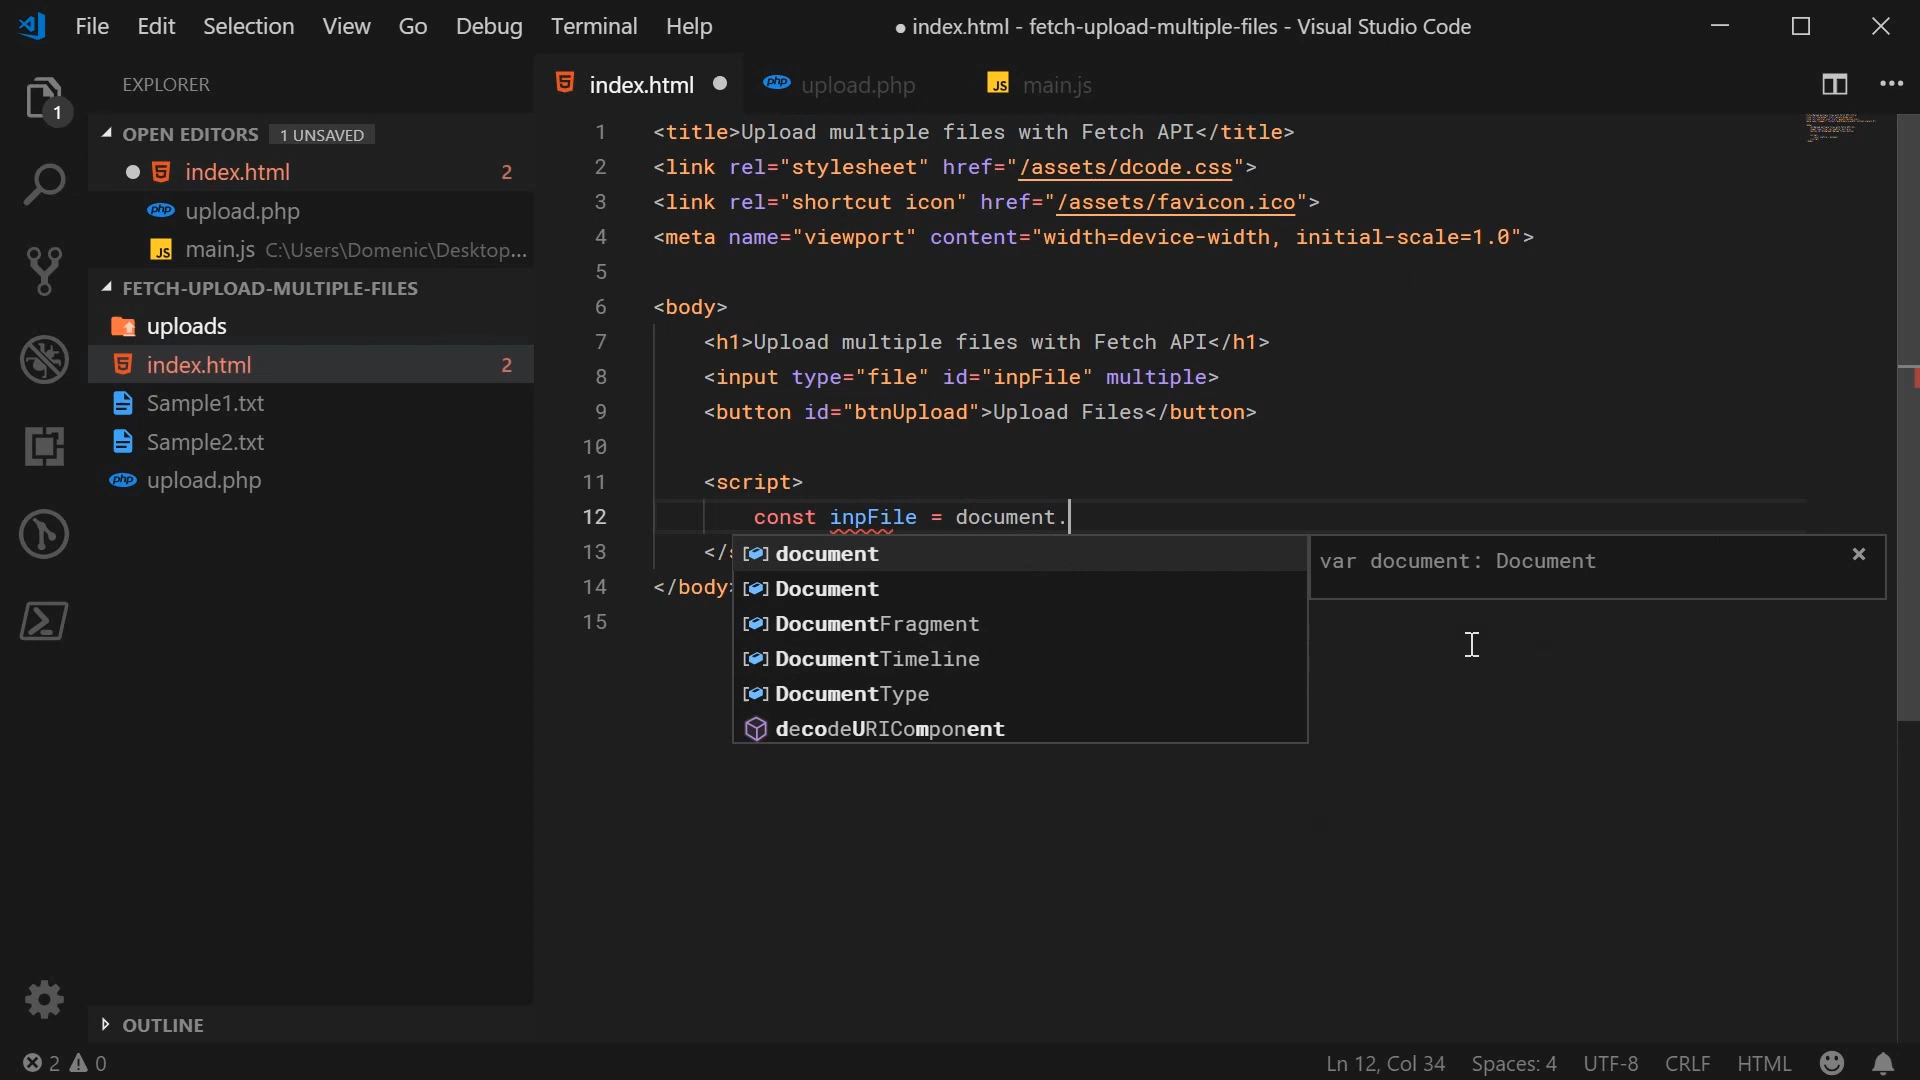 File Edit Selection View Go Debug Terminal Help
● index.html - fetch-upload-multiple-files - Visual Studio Code
EXPLORER
1
OPEN EDITORS 1 UNSAVED
index.html 2
upload.php
main.js C:\Users\Domenic\Desktop...
FETCH-UPLOAD-MULTIPLE-FILES
uploads
index.html 2
Sample1.txt
Sample2.txt
upload.php
OUTLINE
index.html upload.php main.js
1 <title>Upload multiple files with Fetch API</title>
2 <link rel="stylesheet" href="/assets/dcode.css">
3 <link rel="shortcut icon" href="/assets/favicon.ico">
4 <meta name="viewport" content="width=device-width, initial-scale=1.0">
5
6 <body>
7 <h1>Upload multiple files with Fetch API</h1>
8 <input type="file" id="inpFile" multiple>
9 <button id="btnUpload">Upload Files</button>
10
11 <script>
12 const inpFile = document.
13 </s
14 </body>
15
document
Document
DocumentFragment
DocumentTimeline
DocumentType
decodeURIComponent
var document: Document
2 0
Ln 12, Col 34 Spaces: 4 UTF-8 CRLF HTML